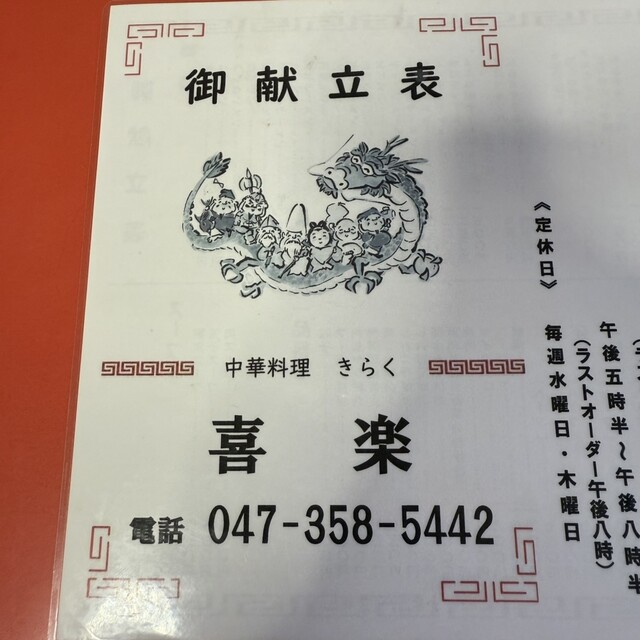 御献立表
中華料理 きらく
喜楽
電話 047-358-5442
午後五時半～午後八時半
（ラストオーダー午後八時）
《定休日》
毎週水曜日・木曜日